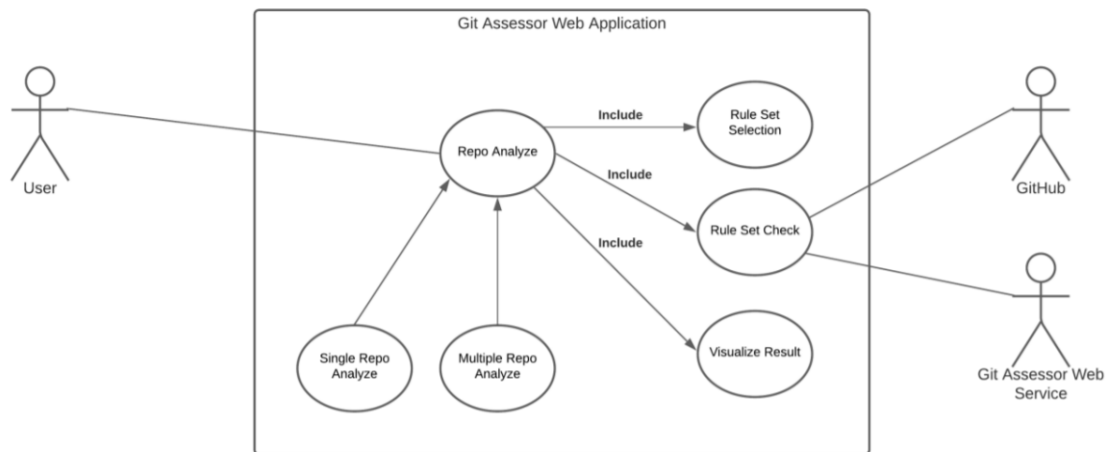 Git Assessor Web Application
User
Repo Analyze
Include
Rule Set
Selection
Include
Rule Set Check
Include
Visualize Result
Single Repo
Analyze
Multiple Repo
Analyze
GitHub
Git Assessor Web
Service